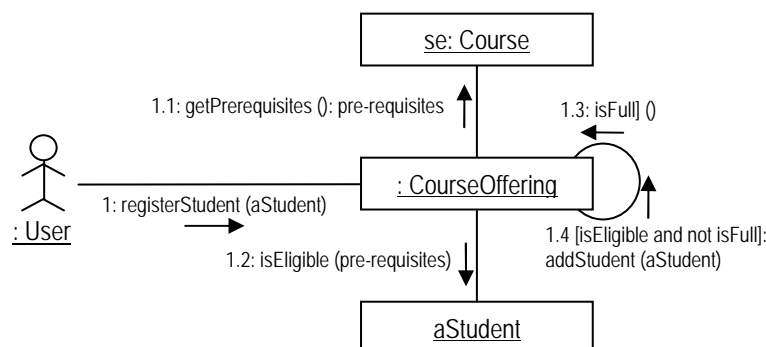 se: Course
1.1: getPrerequisites (): pre-requisites
1.3: isFull] ()
: CourseOffering
1: registerStudent (aStudent)
: User
1.2: isEligible (pre-requisites)
1.4 [isEligible and not isFull]:
addStudent (aStudent)
aStudent